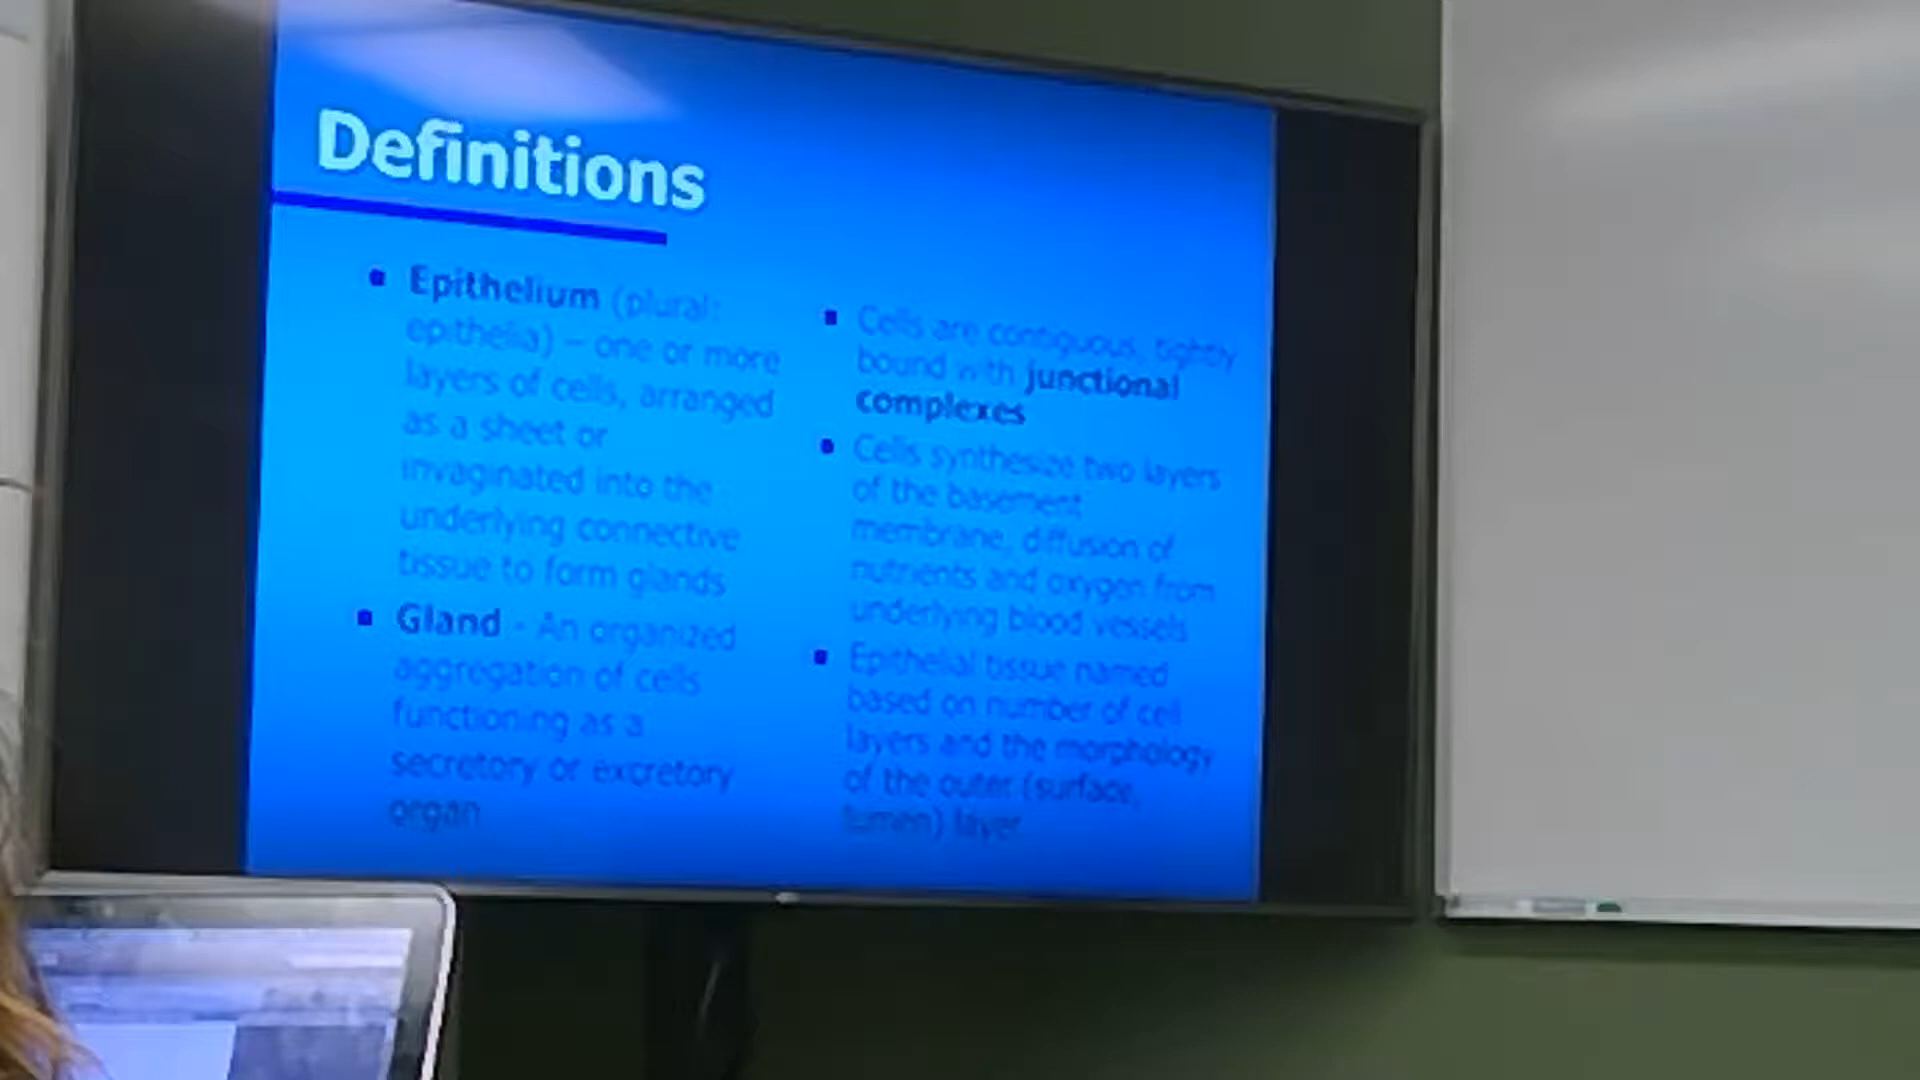 Definitions
Epithelium (plural:
epithelia) – one or more
layers of cells, arranged
as a sheet or
invaginated into the
underlying connective
tissue to form glands
Gland - An organized
aggregation of cells
functioning as a
secretory or excretory
organ
Cells are contiguous, tightly
bound with junctional
complexes
Cells synthesize two layers
of the basement
membrane, diffusion of
nutrients and oxygen from
underlying blood vessels
Epithelial tissue named
based on number of cell
layers and the morphology
of the outer (surface,
lumen) layer